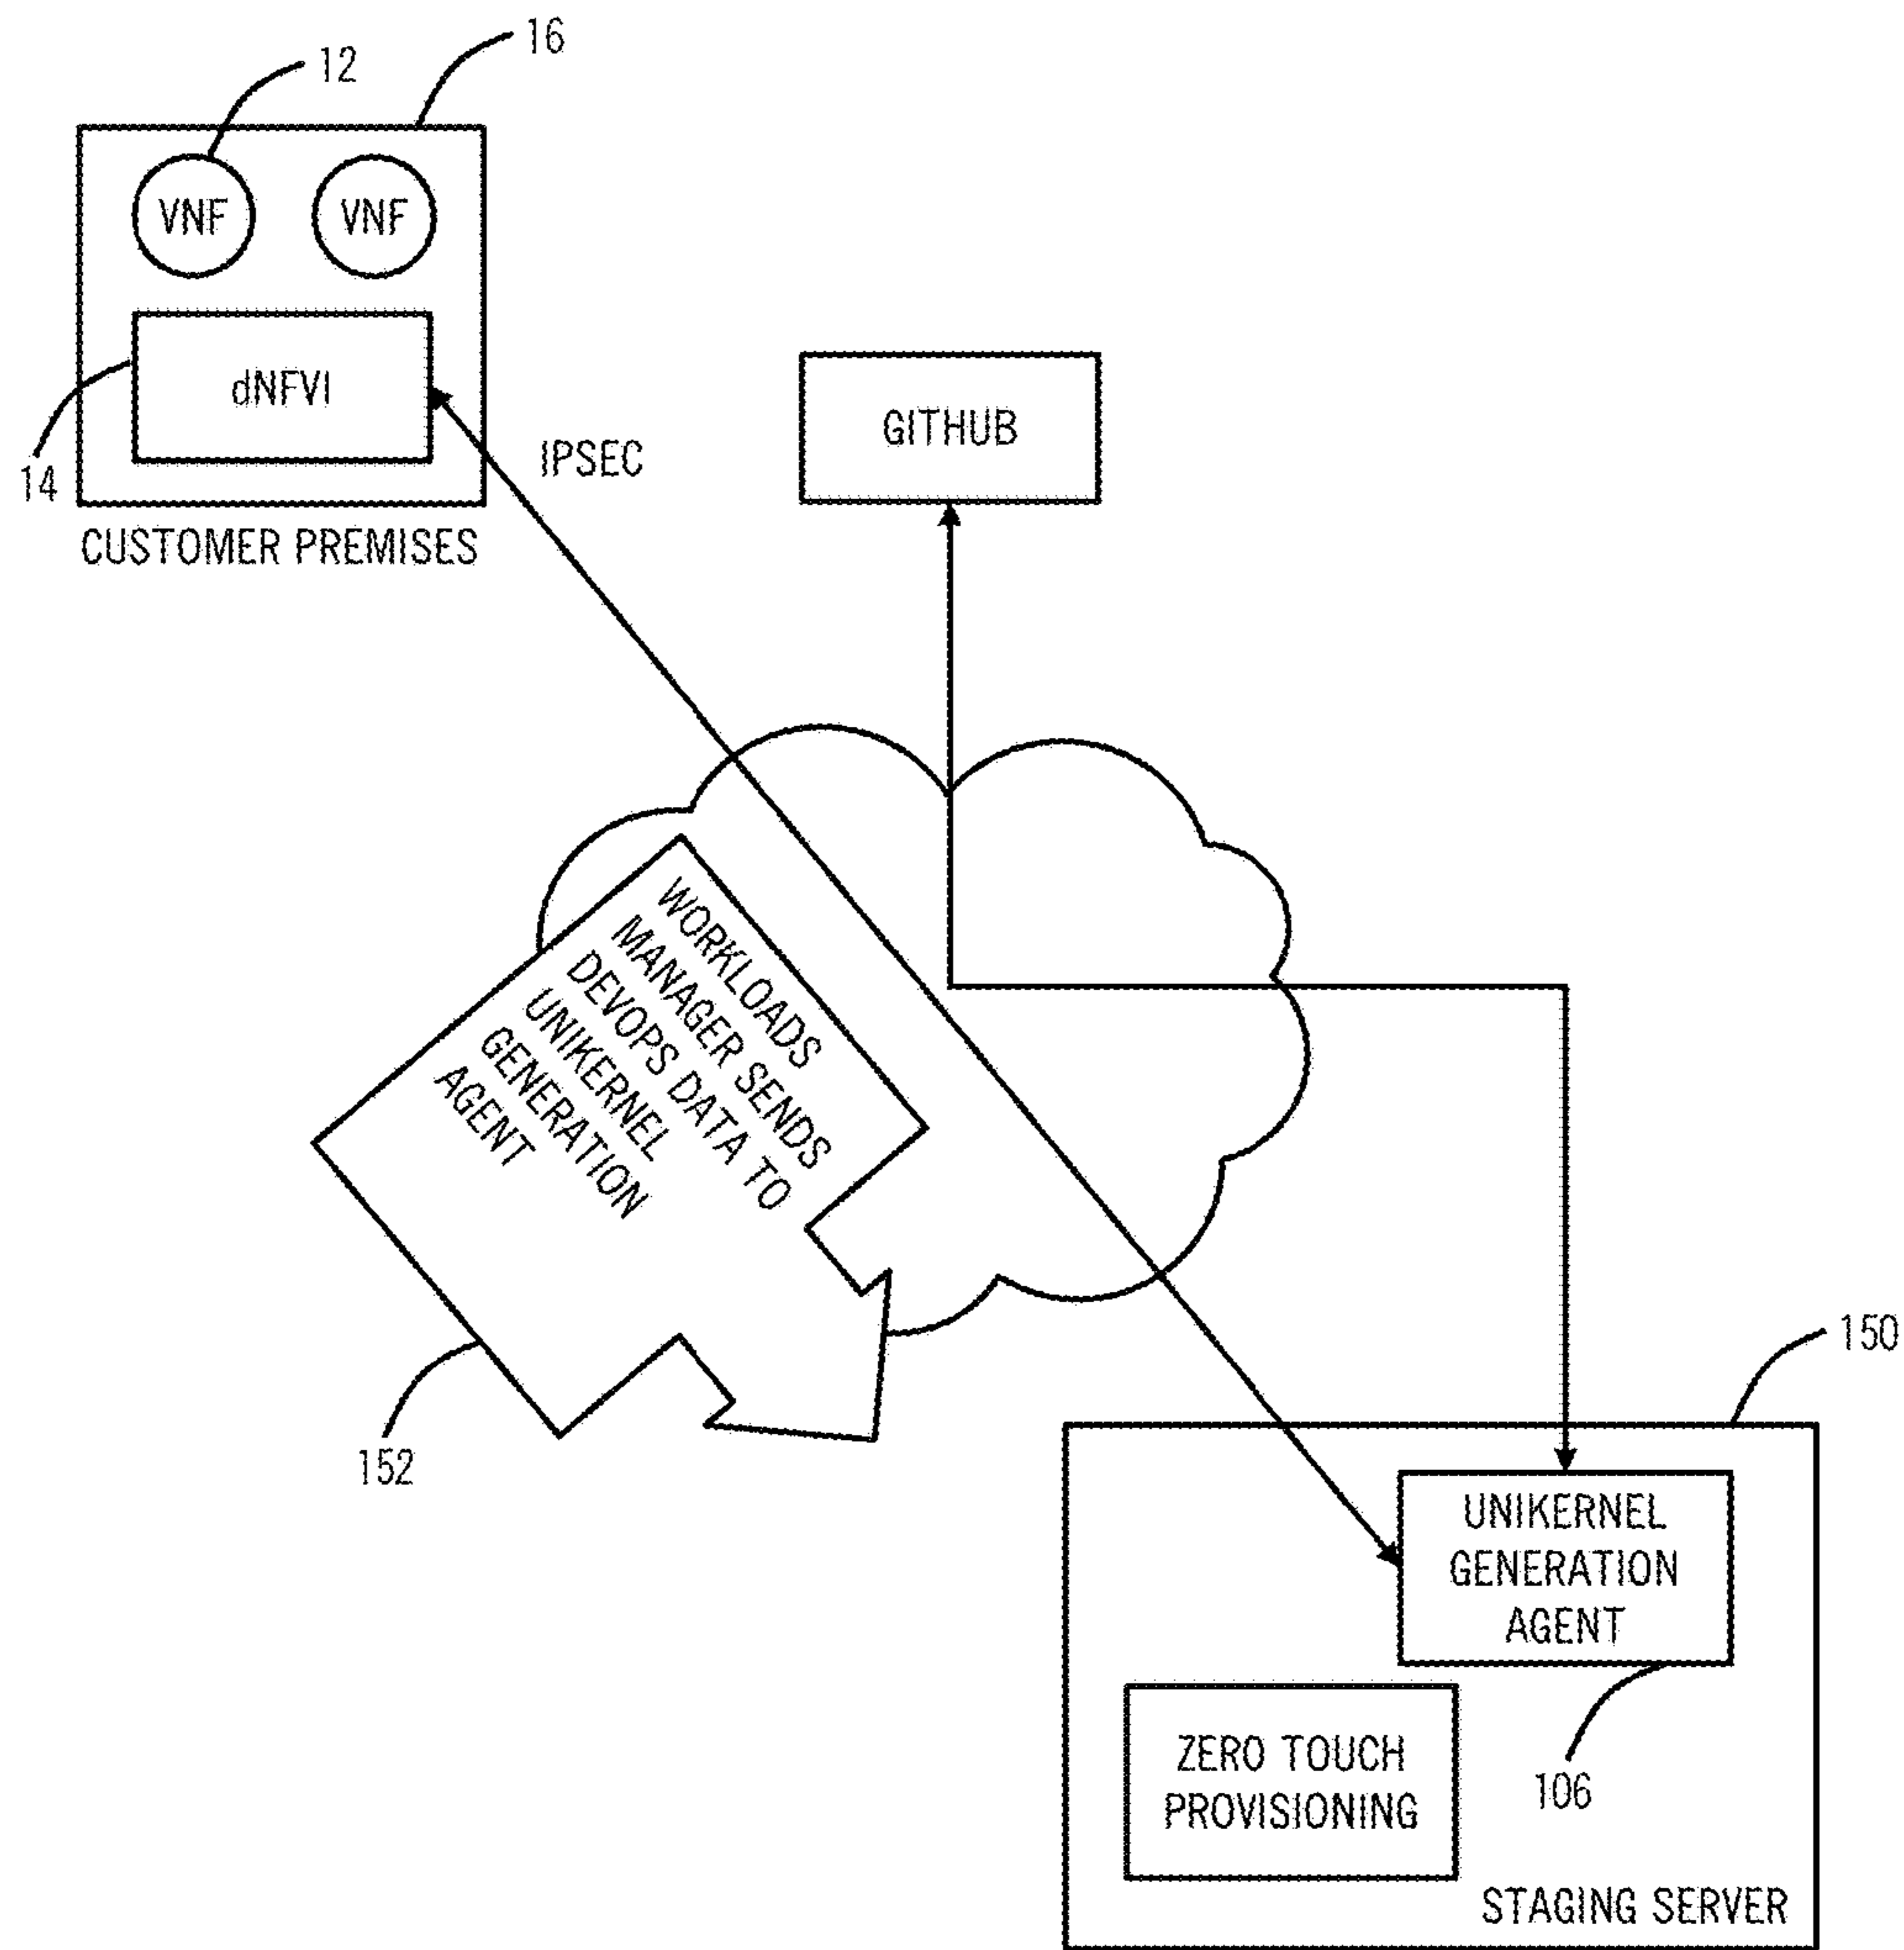 16
12
VNF
VNF
dNFVI
14
CUSTOMER PREMISES
IPSEC
GITHUB
WORKLOADS
MANAGER SENDS
DEVOPS DATA TO
UNIKERNEL
GENERATION
AGENT
152
150
UNIKERNEL
GENERATION
AGENT
106
ZERO TOUCH
PROVISIONING
STAGING SERVER